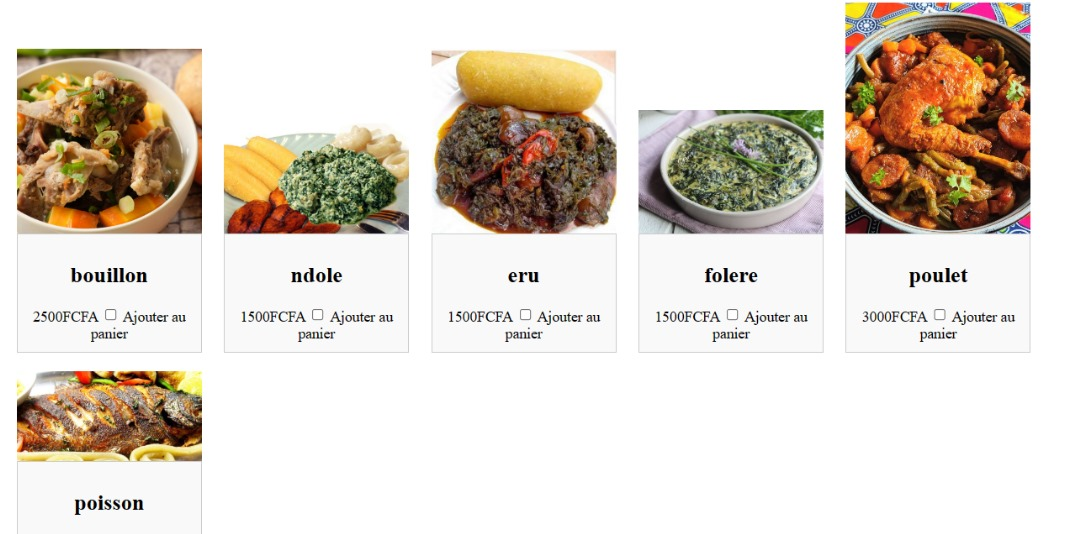 bouillon
2500FCFA Ajouter au
panier
ndole
1500FCFA Ajouter au
panier
eru
1500FCFA Ajouter au
panier
folere
1500FCFA Ajouter au
panier
poulet
3000FCFA Ajouter au
panier
poisson